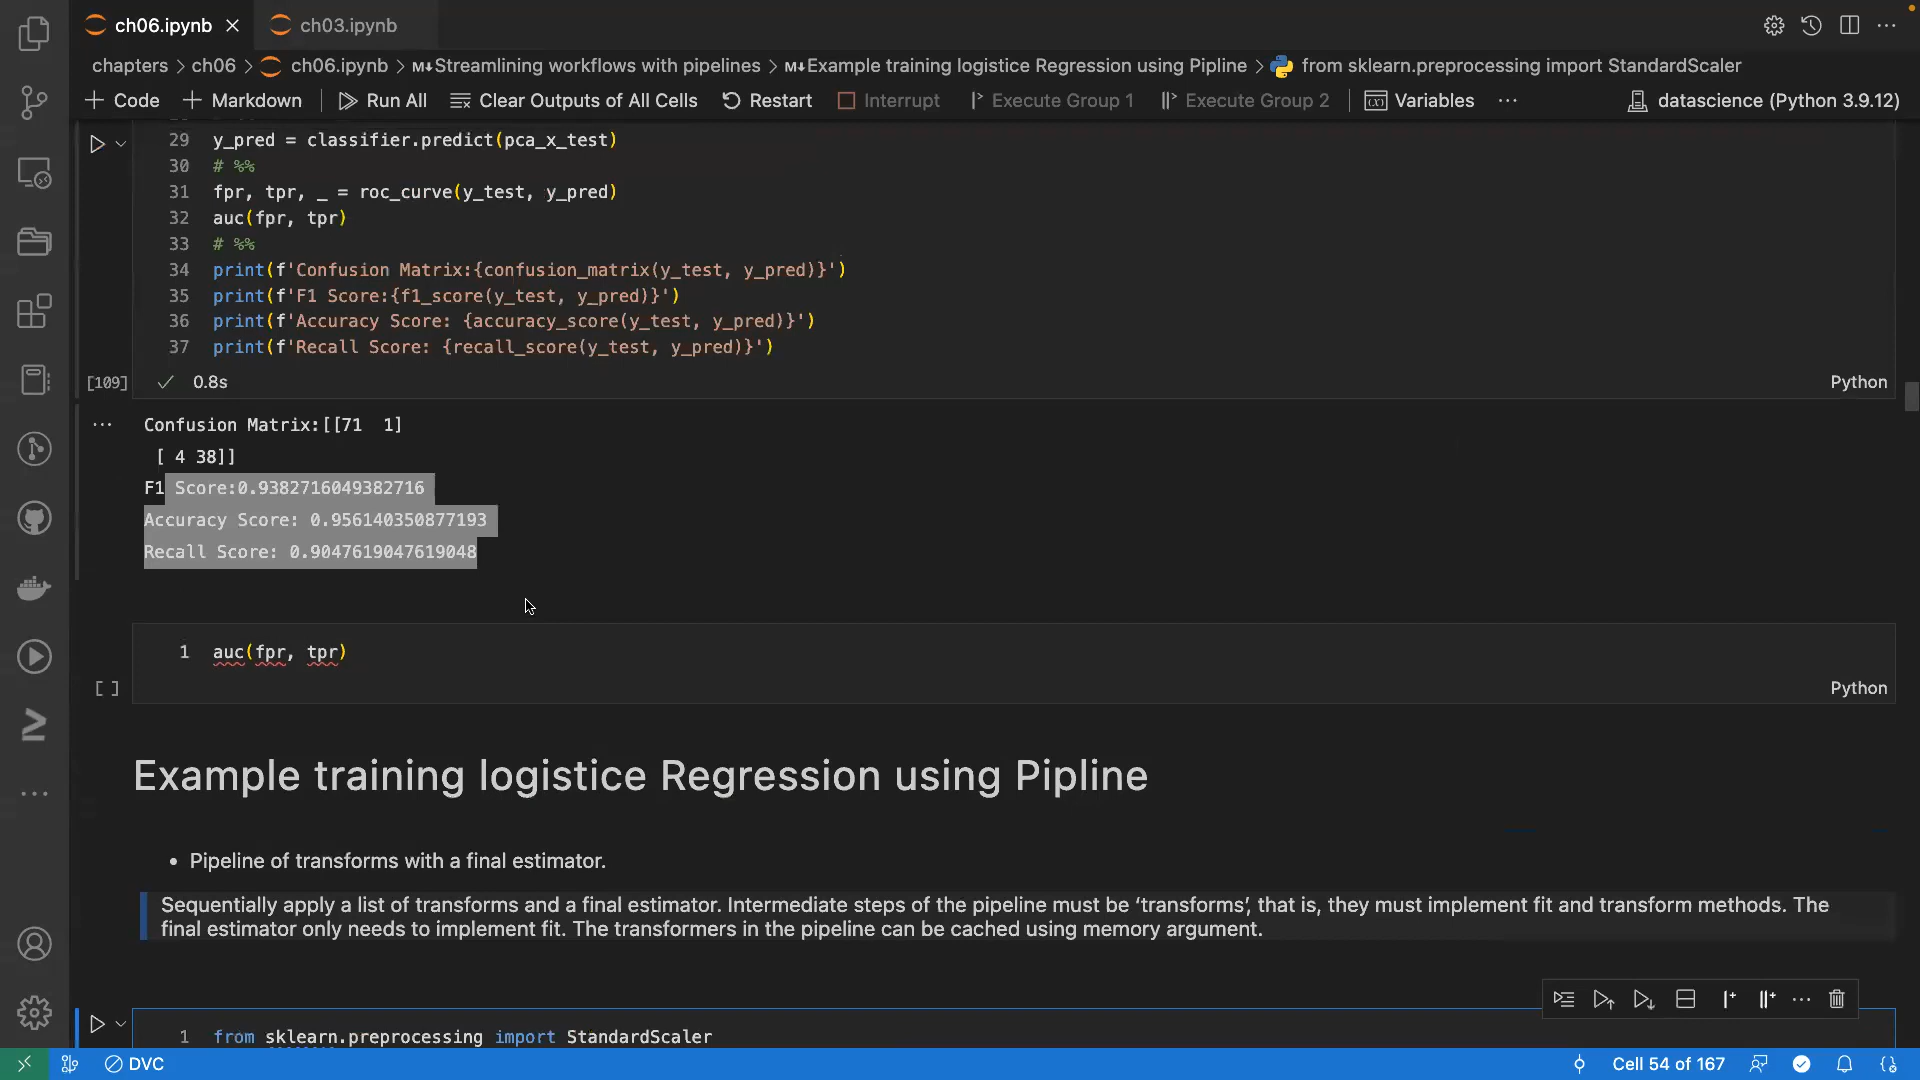 ch06.ipynb
ch03.ipynb
chapters > ch06 > ch06.ipynb > M↓Streamlining workflows with pipelines > M↓Example training logistice Regression using Pipline > from sklearn.preprocessing import StandardScaler
+ Code + Markdown Run All Clear Outputs of All Cells Restart Interrupt Execute Group 1 Execute Group 2 Variables ... datascience (Python 3.9.12)
29 y_pred = classifier.predict(pca_x_test)
30 # %%
31 fpr, tpr, _ = roc_curve(y_test, y_pred)
32 auc(fpr, tpr)
33 # %%
34 print(f'Confusion Matrix:{confusion_matrix(y_test, y_pred)}')
35 print(f'F1 Score:{f1_score(y_test, y_pred)}')
36 print(f'Accuracy Score: {accuracy_score(y_test, y_pred)}')
37 print(f'Recall Score: {recall_score(y_test, y_pred)}')
[109] ✓ 0.8s Python
... Confusion Matrix:[[71  1]
[ 4 38]]
F1 Score:0.9382716049382716
Accuracy Score: 0.956140350877193
Recall Score: 0.9047619047619048
1 auc(fpr, tpr)
[ ] Python
Example training logistice Regression using Pipline
• Pipeline of transforms with a final estimator.
Sequentially apply a list of transforms and a final estimator. Intermediate steps of the pipeline must be ‘transforms’, that is, they must implement fit and transform methods. The
final estimator only needs to implement fit. The transformers in the pipeline can be cached using memory argument.
1 from sklearn.preprocessing import StandardScaler
DVC Cell 54 of 167